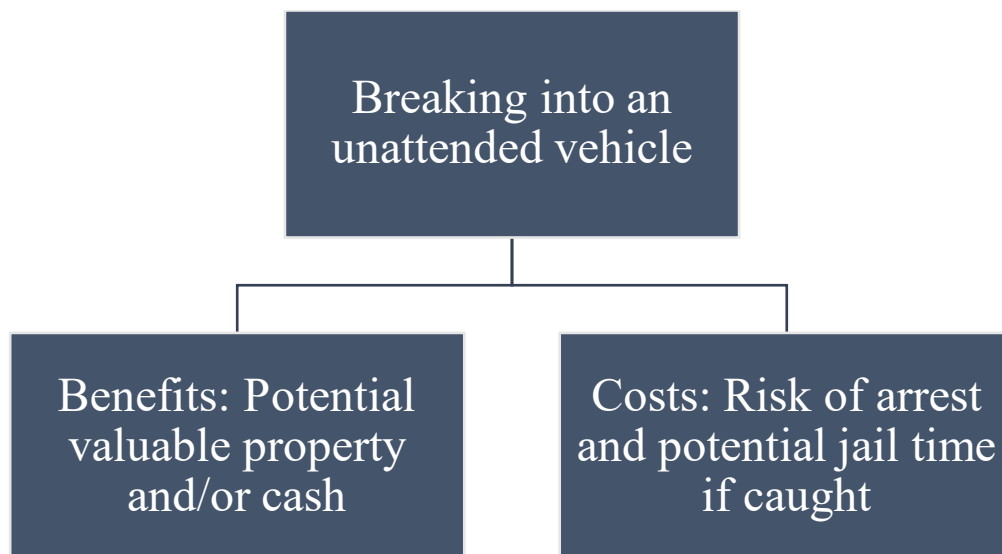 Breaking into an
unattended vehicle
Benefits: Potential
valuable property
and/or cash
Costs: Risk of arrest
and potential jail time
if caught